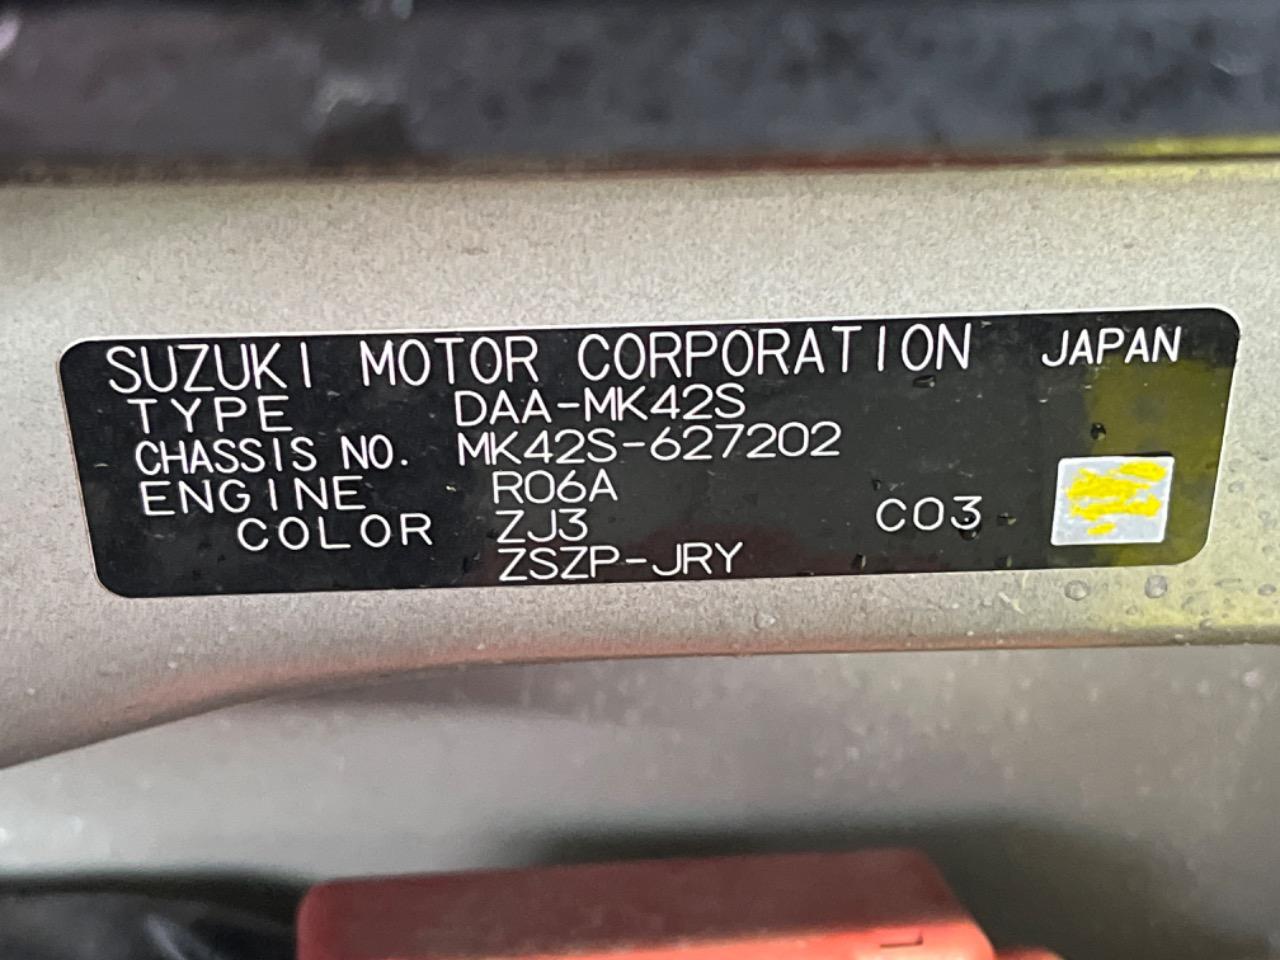 SUZUKI MOTOR CORPORATION JAPAN
TYPE DAA-MK42S
CHASSIS NO. MK42S-627202
ENGINE R06A
COLOR ZJ3 C03
ZSZP-JRY